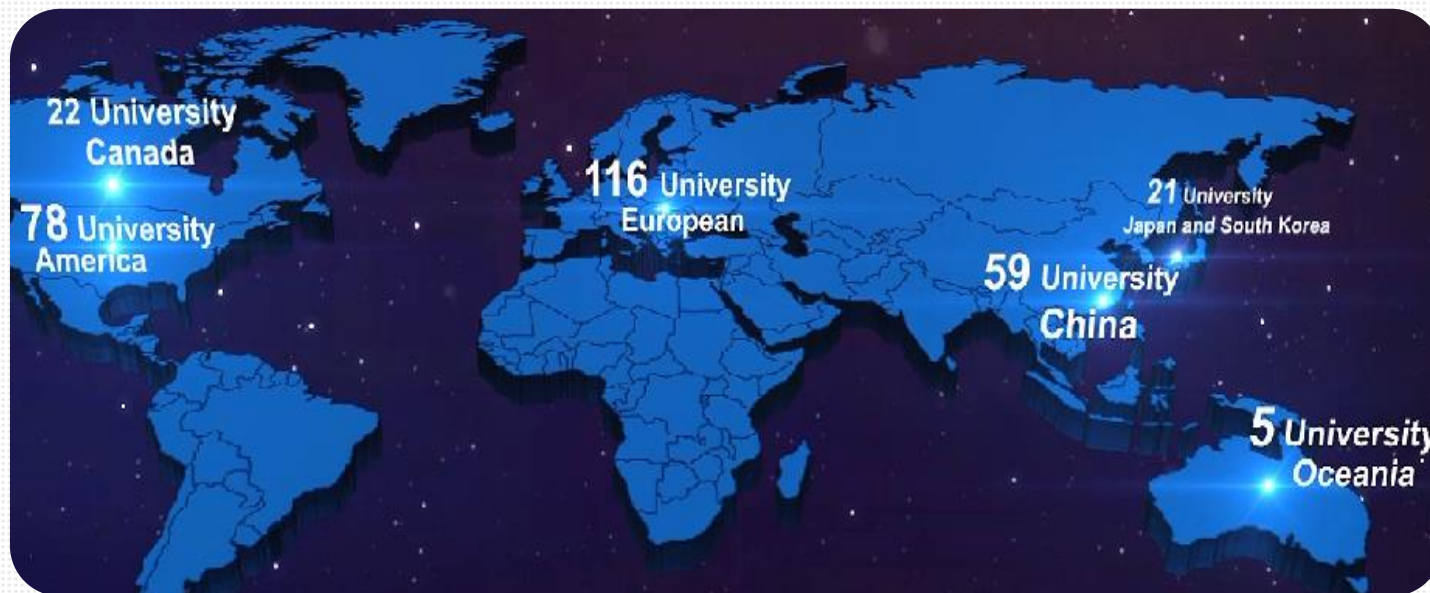 22 University
Canada
78 University
America
116 University
European
21 University
Japan and South Korea
59 University
China
5 University
Oceania